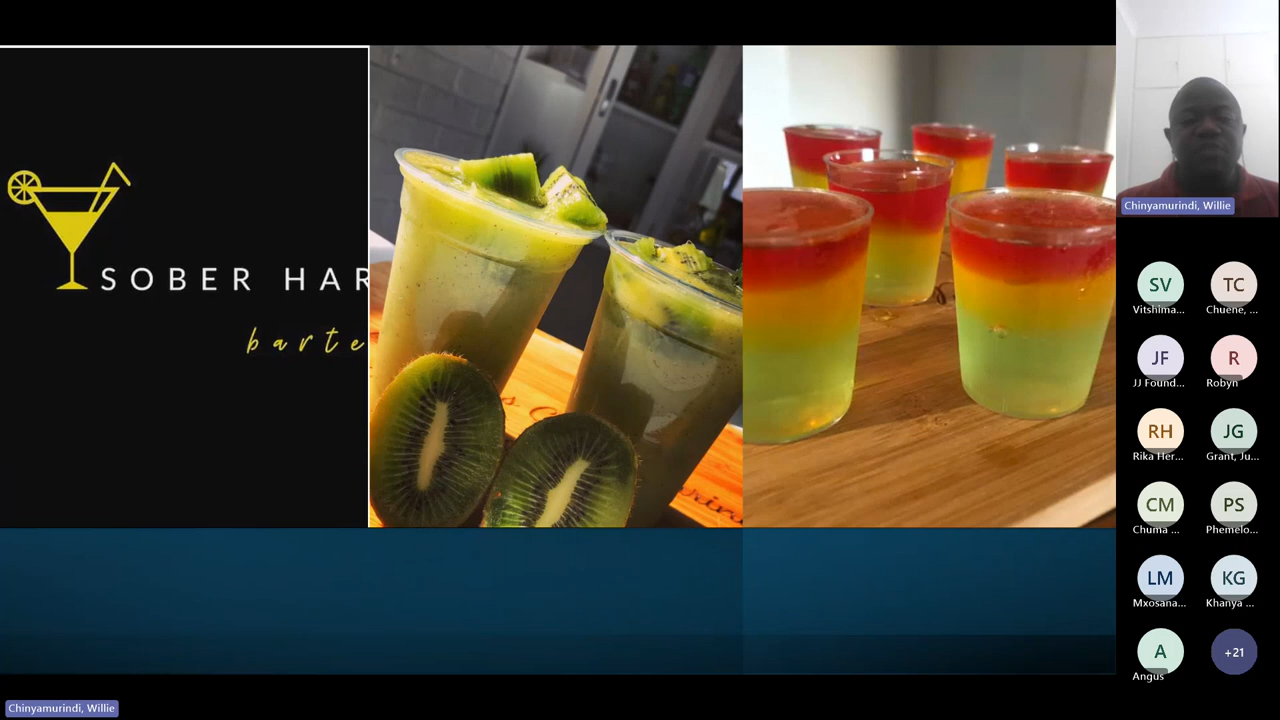 SOBER HAR
barte
Chinyamurindi, Willie
SV
TC
Vitshima...
Chuene, ...
JF
R
JJ Found...
Robyn
RH
JG
Rika Her...
Grant, Ju...
CM
PS
Chuma ...
Phemelo...
LM
KG
Mxosana...
Khanya ...
A
+21
Angus
Chinyamurindi, Willie